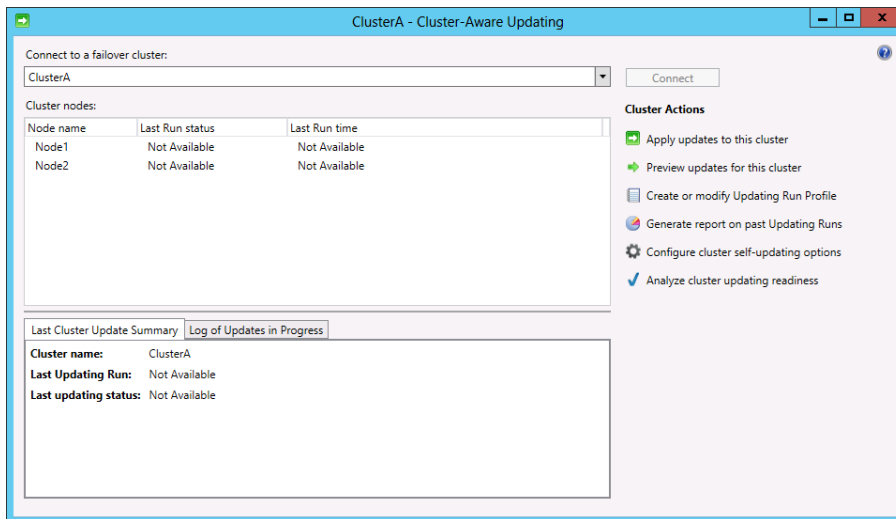 ClusterA - Cluster-Aware Updating
Connect to a failover cluster:
ClusterA
Connect
Cluster nodes:
Node name Last Run status Last Run time
Node1 Not Available Not Available
Node2 Not Available Not Available
Cluster Actions
Apply updates to this cluster
Preview updates for this cluster
Create or modify Updating Run Profile
Generate report on past Updating Runs
Configure cluster self-updating options
Analyze cluster updating readiness
Last Cluster Update Summary Log of Updates in Progress
Cluster name: ClusterA
Last Updating Run: Not Available
Last updating status: Not Available